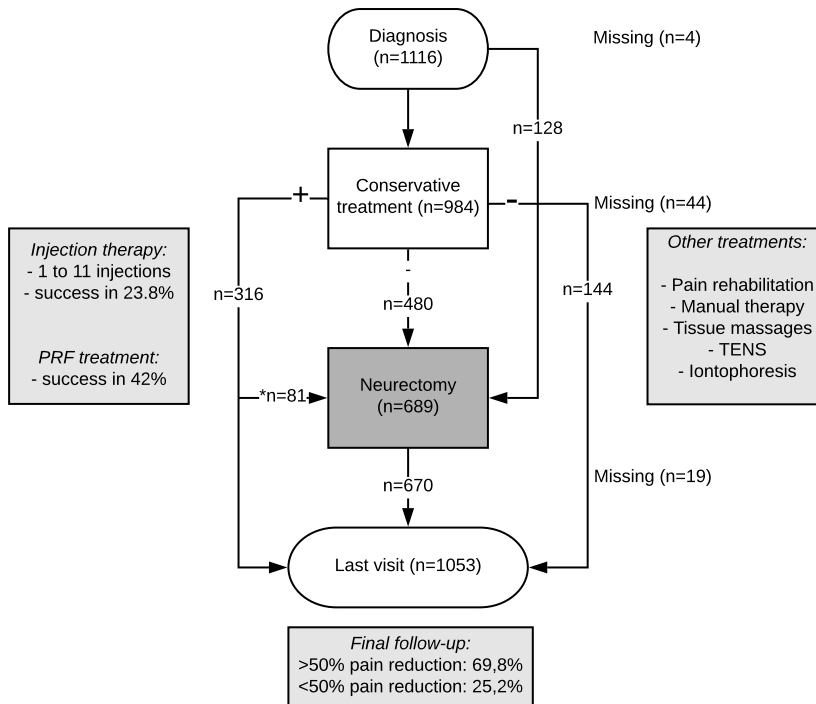 Diagnosis
(n=1116)
Missing (n=4)
n=128
Conservative
treatment (n=984)
+
-
Missing (n=44)
Injection therapy:
- 1 to 11 injections
- success in 23.8%
PRF treatment:
- success in 42%
n=316
-
n=480
n=144
Other treatments:
- Pain rehabilitation
- Manual therapy
- Tissue massages
- TENS
- Iontophoresis
*n=81
Neurectomy
(n=689)
n=670
Missing (n=19)
Last visit (n=1053)
Final follow-up:
>50% pain reduction: 69,8%
<50% pain reduction: 25,2%